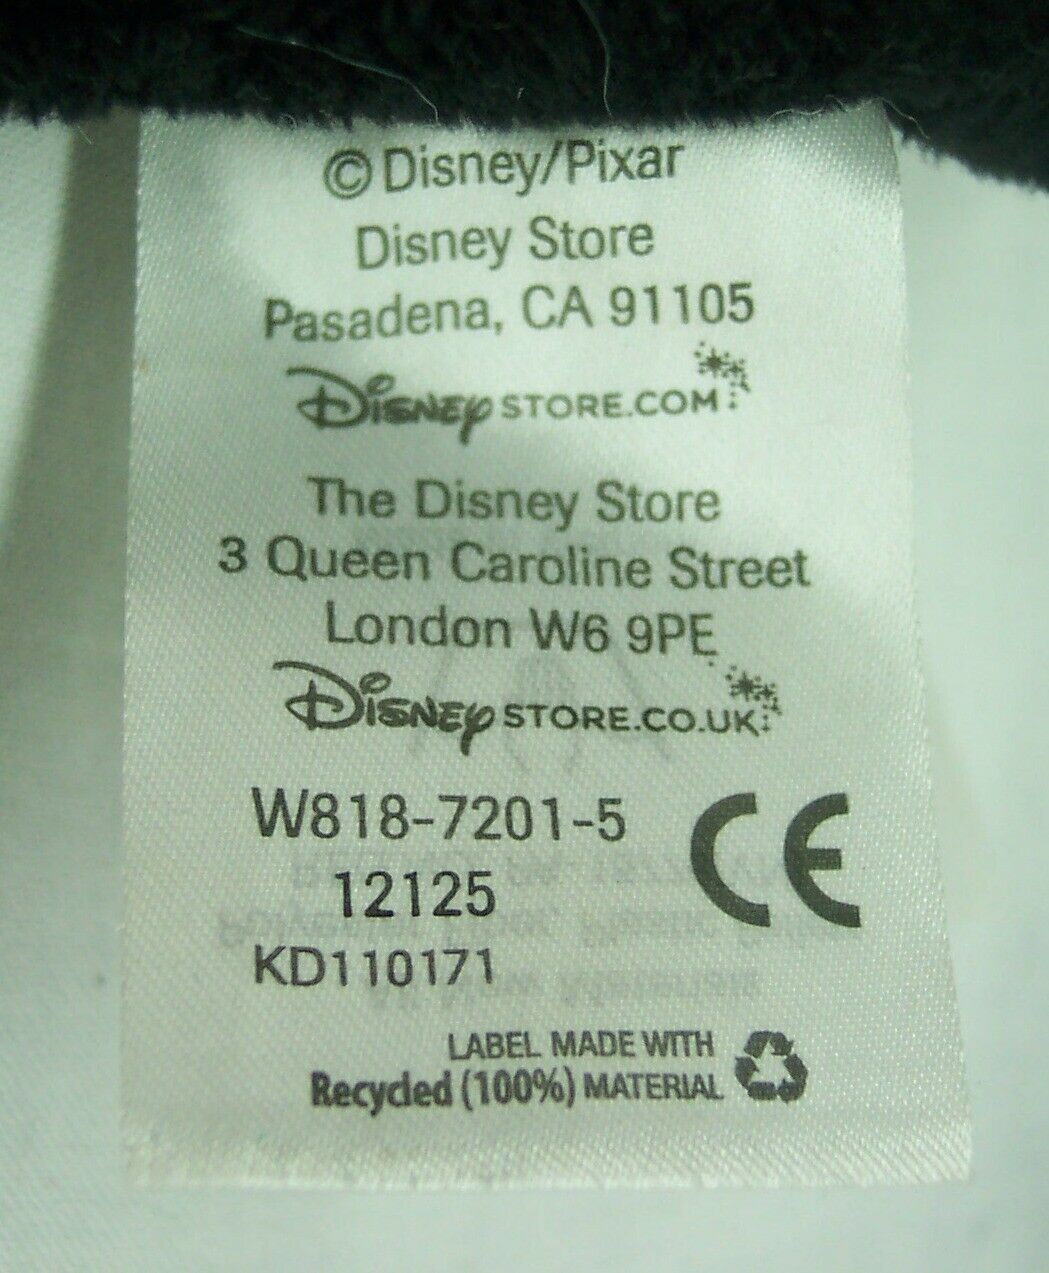 © Disney/Pixar
Disney Store
Pasadena, CA 91105
Disney STORE.COM
The Disney Store
3 Queen Caroline Street
London W6 9PE
Disney STORE.CO.UK
W818-7201-5
12125
KD110171
CE
LABEL MADE WITH
Recycled (100%) MATERIAL